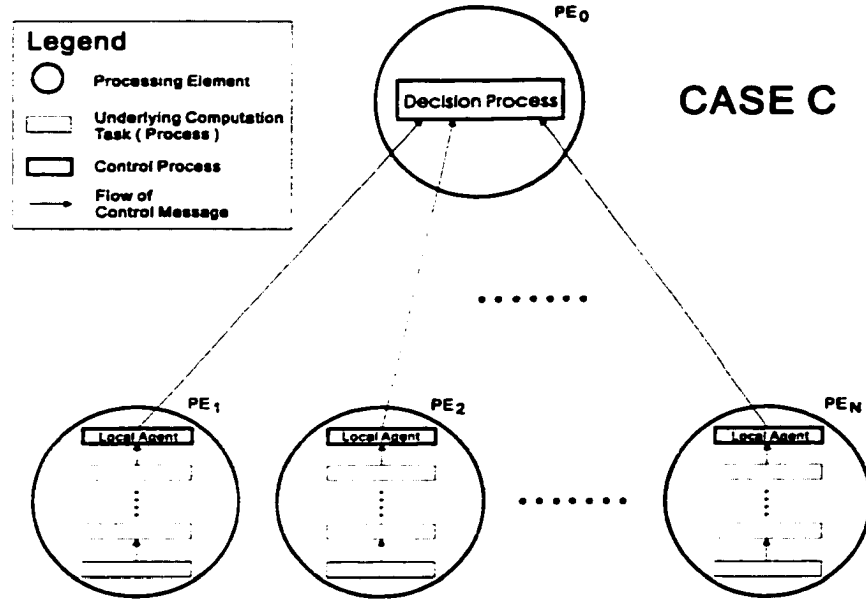 Legend
Processing Element
Underlying Computation
Task ( Process )
Control Process
Flow of
Control Message
PE0
Decision Process
CASE C
PE1
Local Agent
PE2
Local Agent
PEN
Local Agent